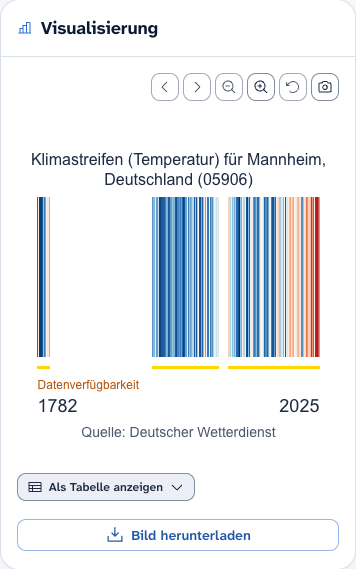 Visualisierung
Klimastreifen (Temperatur) für Mannheim,
Deutschland (05906)
Datenverfügbarkeit
1782 2025
Quelle: Deutscher Wetterdienst
Als Tabelle anzeigen
Bild herunterladen